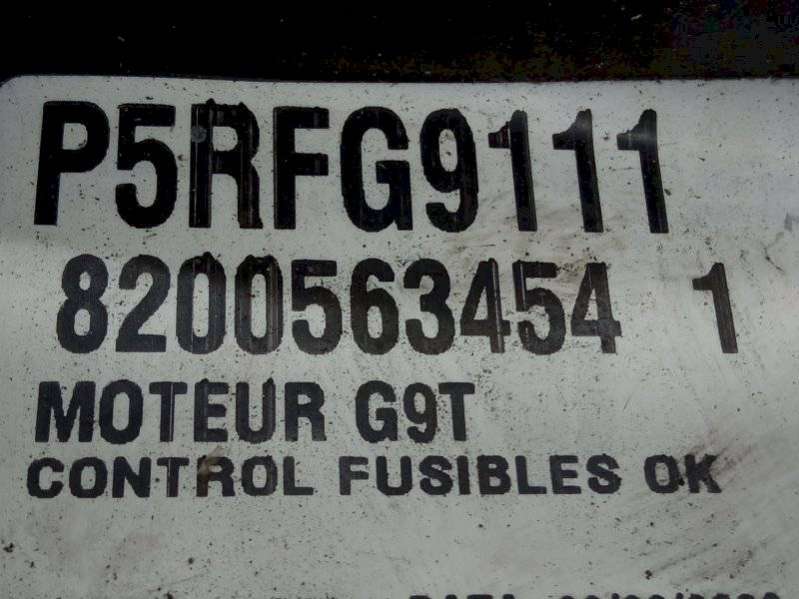 P5RFG9111
8200563454 1
MOTEUR G9T
CONTROL FUSIBLES OK